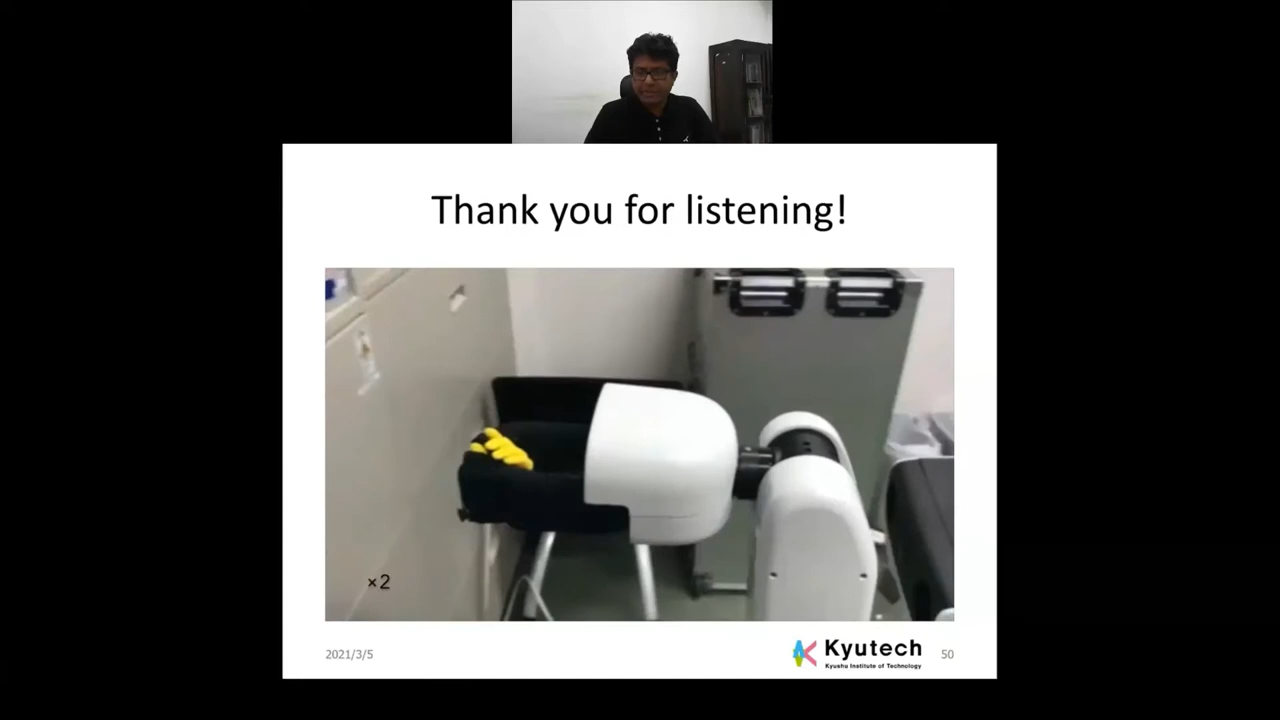 Thank you for listening!
×2
2021/3/5
Kyutech
Kyushu Institute of Technology
50